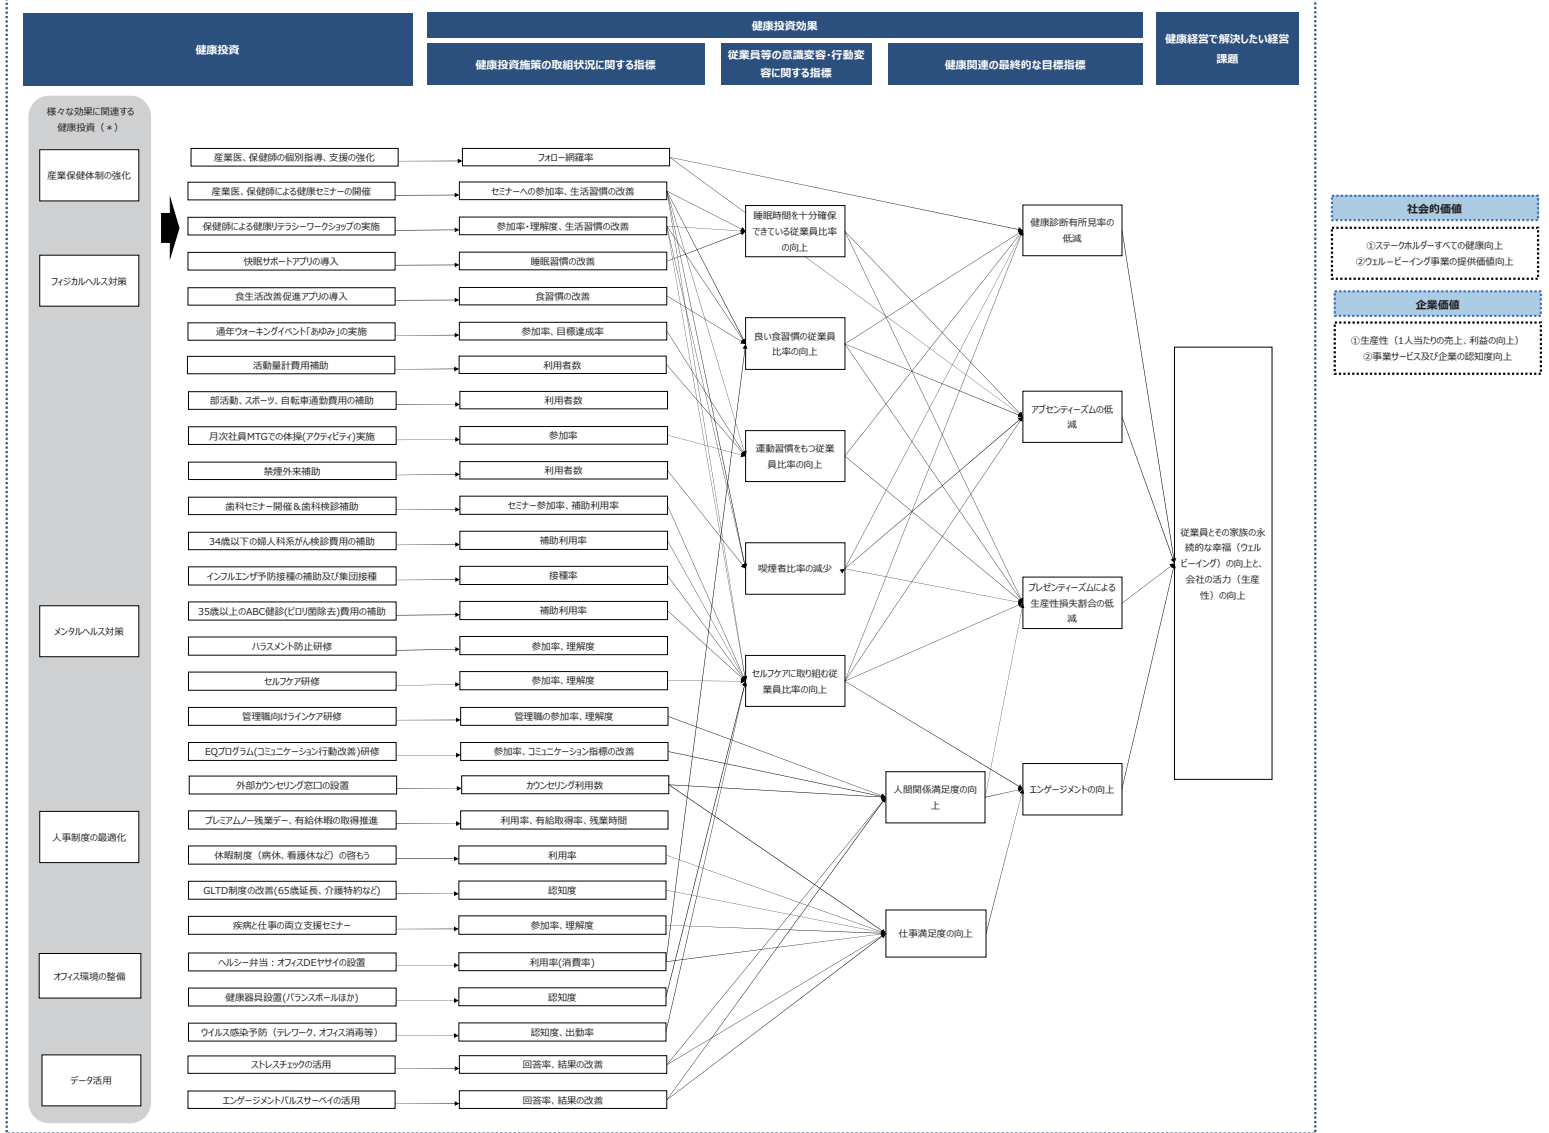 健康投資
健康投資効果
健康投資施策の取組状況に関する指標
従業員等の意識変容・行動変
容に関する指標
健康関連の最終的な目標指標
健康経営で解決したい経営
課題
様々な効果に関連する
健康投資（＊）
産業保健体制の強化
フィジカルヘルス対策
メンタルヘルス対策
人事制度の最適化
オフィス環境の整備
データ活用
産業医、保健師の個別指導、支援の強化
フォロー網羅率
産業医、保健師による健康セミナーの開催
セミナーへの参加率、生活習慣の改善
保健師による健康リテラシーワークショップの実施
参加率・理解度、生活習慣の改善
快眠サポートアプリの導入
睡眠習慣の改善
食生活改善促進アプリの導入
食習慣の改善
通年ウォーキングイベント「あゆみ」の実施
参加率、目標達成率
活動量計費用補助
利用者数
部活動、スポーツ、自転車通勤費用の補助
利用者数
月次社員MTGでの体操(アクティビティ)実施
参加率
禁煙外来補助
利用者数
歯科セミナー開催＆歯科検診補助
セミナー参加率、補助利用率
34歳以下の婦人科系がん検診費用の補助
補助利用率
インフルエンザ予防接種の補助及び集団接種
接種率
35歳以上のABC健診(ピロリ菌除去)費用の補助
補助利用率
ハラスメント防止研修
参加率、理解度
セルフケア研修
参加率、理解度
管理職向けラインケア研修
管理職の参加率、理解度
EQプログラム(コミュニケーション行動改善)研修
参加率、コミュニケーション指標の改善
外部カウンセリング窓口の設置
カウンセリング利用数
プレミアムノー残業デー、有給休暇の取得推進
利用率、有給取得率、残業時間
休暇制度（病休、看護休など）の啓もう
利用率
GLTD制度の改善(65歳延長、介護特約など)
認知度
疾病と仕事の両立支援セミナー
参加率、理解度
ヘルシー弁当：オフィスDEヤサイの設置
利用率(消費率)
健康器具設置(バランスボールほか)
認知度
ウイルス感染予防（テレワーク、オフィス消毒等）
認知度、出勤率
ストレスチェックの活用
回答率、結果の改善
エンゲージメントパルスサーベイの活用
回答率、結果の改善
睡眠時間を十分確保
できている従業員比率
の向上
良い食習慣の従業員
比率の向上
運動習慣をもつ従業
員比率の向上
喫煙者比率の減少
セルフケアに取り組む従
業員比率の向上
人間関係満足度の向
上
仕事満足度の向上
健康診断有所見率の
低減
アブセンティーズムの低
減
プレゼンティーズムによる
生産性損失割合の低
減
エンゲージメントの向上
従業員とその家族の永
続的な幸福（ウェル
ビーイング）の向上と、
会社の活力（生産
性）の向上
社会的価値
①ステークホルダーすべての健康向上
②ウェルービーイング事業の提供価値向上
企業価値
①生産性（1人当たりの売上、利益の向上）
②事業サービス及び企業の認知度向上